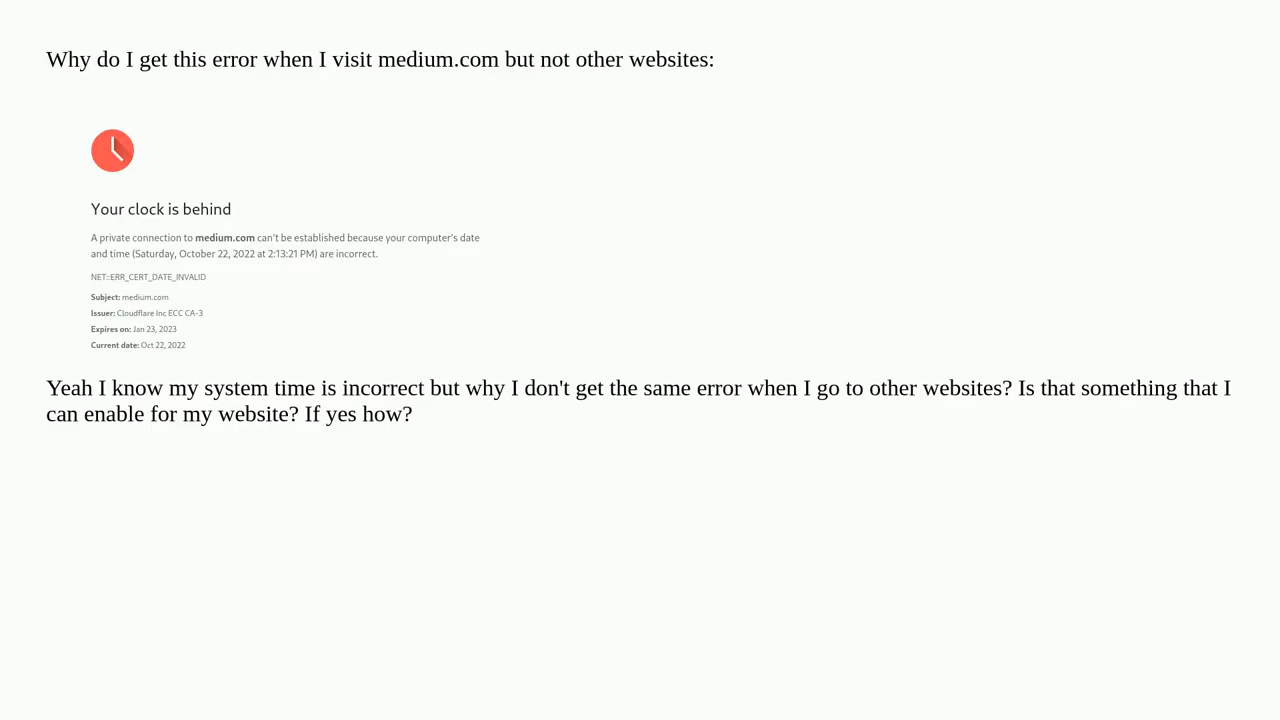 Why do I get this error when I visit medium.com but not other websites:
Your clock is behind
A private connection to medium.com can't be established because your computer's date
and time (Saturday, October 22, 2022 at 2:13:21 PM) are incorrect.
NET::ERR_CERT_DATE_INVALID
Subject: medium.com
Issuer: Cloudflare Inc ECC CA-3
Expires on: Jan 23, 2023
Current date: Oct 22, 2022
Yeah I know my system time is incorrect but why I don't get the same error when I go to other websites? Is that something that I
can enable for my website? If yes how?